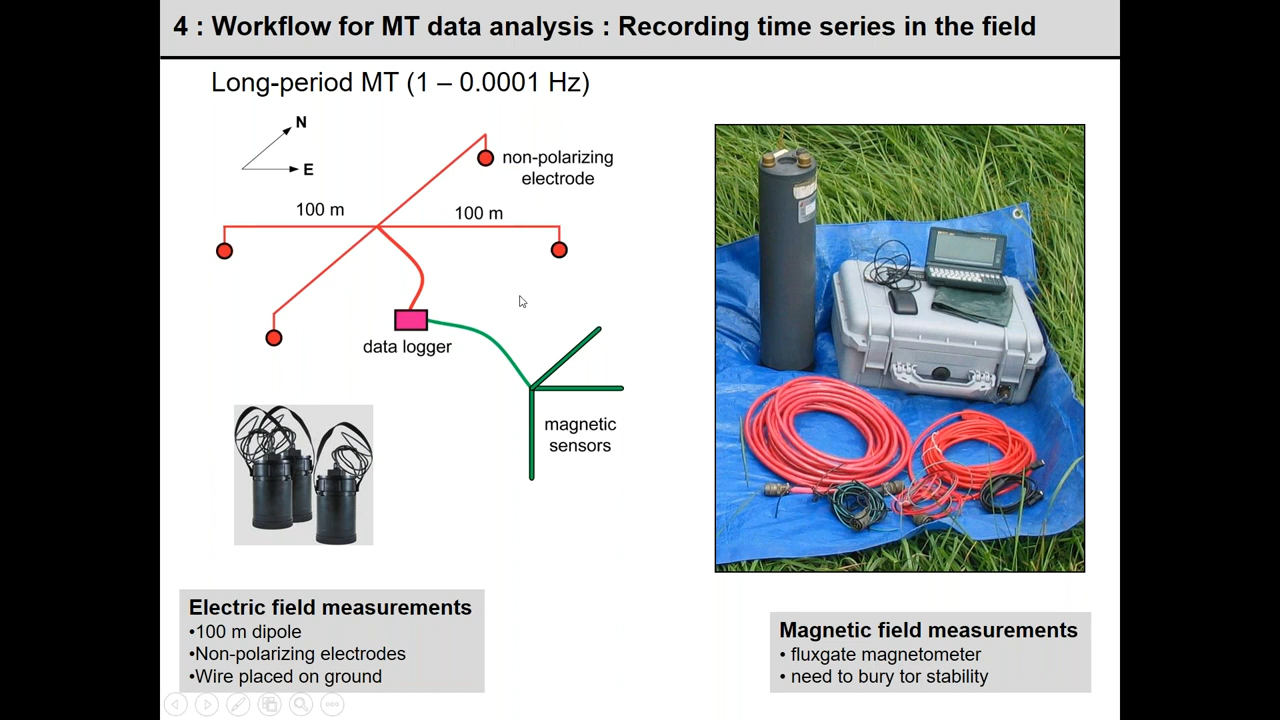 4 : Workflow for MT data analysis : Recording time series in the field
Long-period MT (1 – 0.0001 Hz)
N
E
non-polarizing
electrode
100 m
100 m
data logger
magnetic
sensors
Electric field measurements
•100 m dipole
•Non-polarizing electrodes
•Wire placed on ground
Magnetic field measurements
• fluxgate magnetometer
• need to bury tor stability